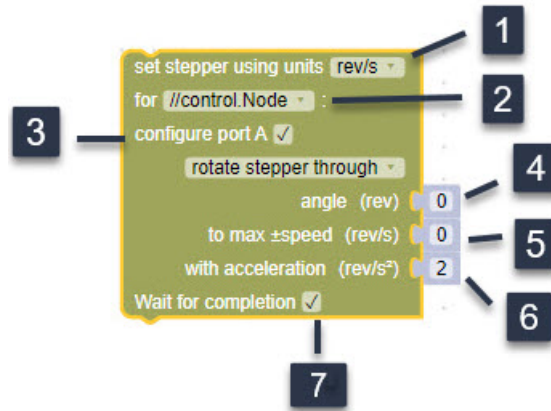 1
set stepper using units rev/s
for //control.Node :
2
3
configure port A
rotate stepper through
angle (rev) 0
4
to max ±speed (rev/s) 0
5
with acceleration (rev/s²) 2
6
Wait for completion
7